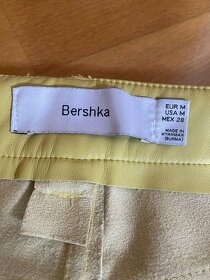 Bershka
EUR M
USA M
MEX 28
MADE IN
MYANMAR
(BURMA)